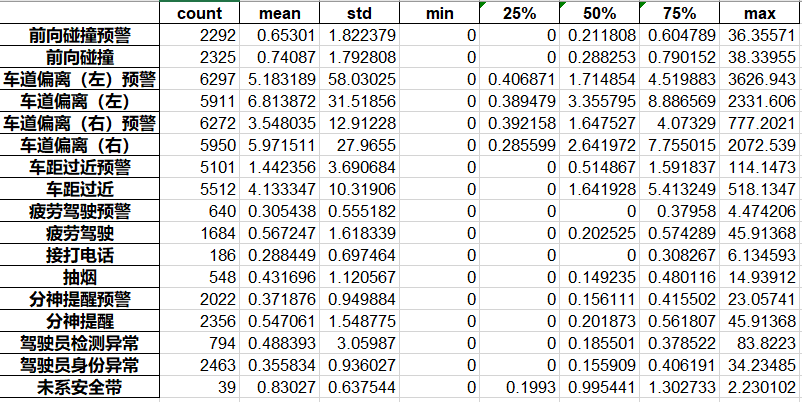 count mean std min 25% 50% 75% max
前向碰撞预警 2292 0.65301 1.822379 0 0 0.211808 0.604789 36.35571
前向碰撞 2325 0.74087 1.792808 0 0 0.288253 0.790152 38.33955
车道偏离（左）预警 6297 5.183189 58.03025 0 0.406871 1.714854 4.519883 3626.943
车道偏离（左） 5911 6.813872 31.51856 0 0.389479 3.355795 8.886569 2331.606
车道偏离（右）预警 6272 3.548035 12.91228 0 0.392158 1.647527 4.07329 777.2021
车道偏离（右） 5950 5.971511 27.9655 0 0.285599 2.641972 7.755015 2072.539
车距过近预警 5101 1.442356 3.690684 0 0 0.514867 1.591837 114.1473
车距过近 5512 4.133347 10.31906 0 0 1.641928 5.413249 518.1347
疲劳驾驶预警 640 0.305438 0.555182 0 0 0 0.37958 4.474206
疲劳驾驶 1684 0.567247 1.618339 0 0 0.202525 0.574289 45.91368
接打电话 186 0.288449 0.697464 0 0 0 0.308267 6.134593
抽烟 548 0.431696 1.120567 0 0 0.149235 0.480116 14.93912
分神提醒预警 2022 0.371876 0.949884 0 0 0.156111 0.415502 23.05741
分神提醒 2356 0.547061 1.548775 0 0 0.201873 0.561807 45.91368
驾驶员检测异常 794 0.488393 3.05987 0 0 0.185501 0.378522 83.8223
驾驶员身份异常 2463 0.355834 0.936027 0 0 0.155909 0.406191 34.23485
未系安全带 39 0.83027 0.637544 0 0.1993 0.995441 1.302733 2.230102